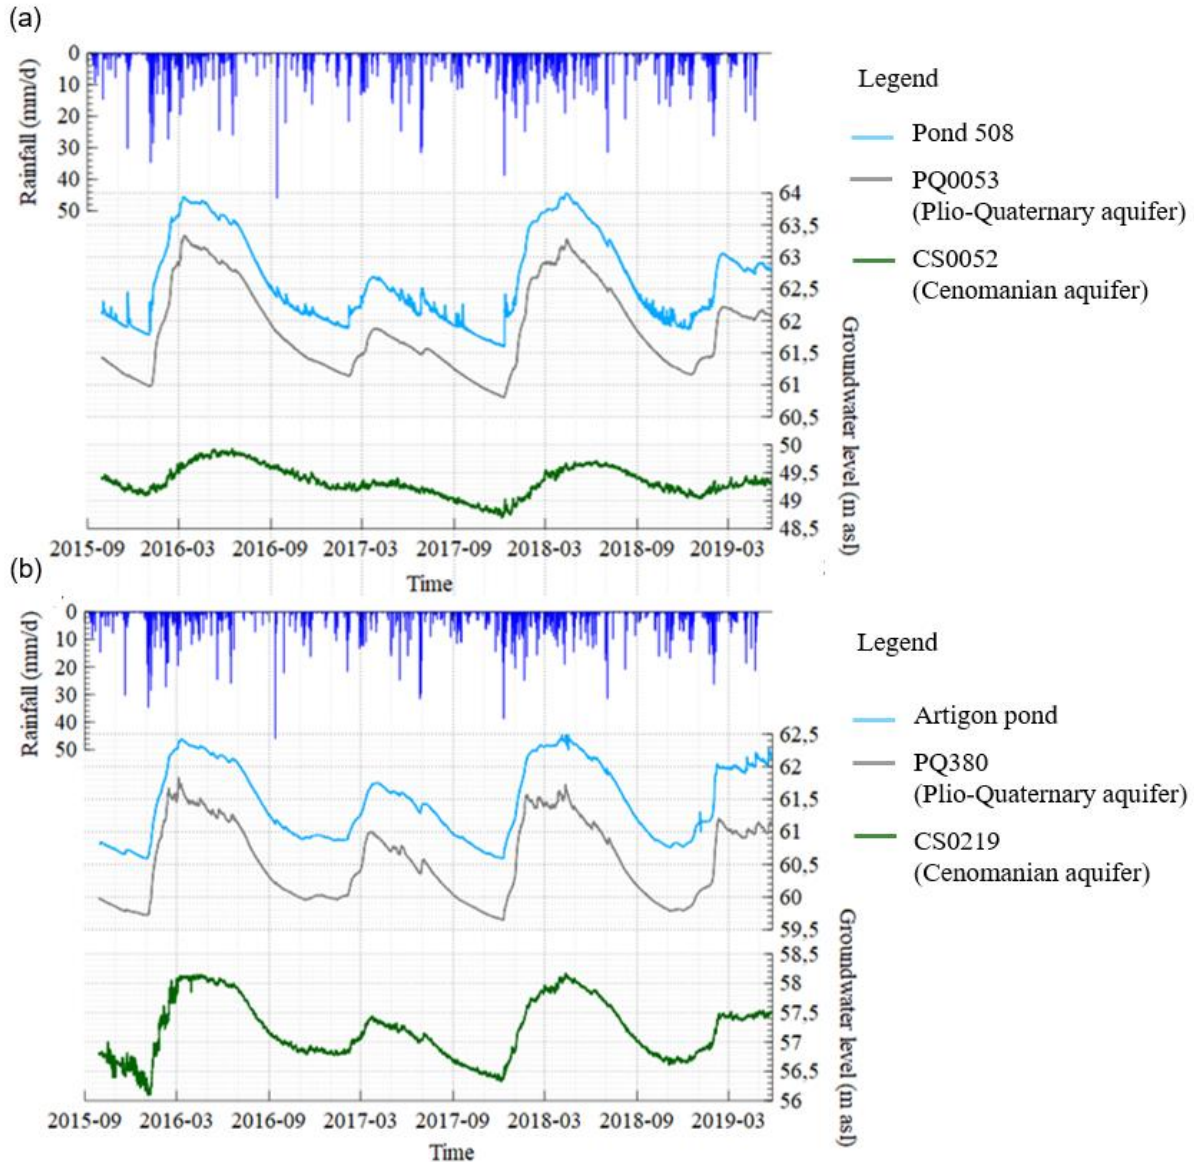 (a)
0
10
20
30
40
50
Rainfall (mm/d)
64
63,5
63
62,5
62
61,5
61
60,5
50
49,5
49
48,5
Groundwater level (m asl)
2015-09 2016-03 2016-09 2017-03 2017-09 2018-03 2018-09 2019-03
Time
Legend
Pond 508
PQ0053
(Plio-Quaternary aquifer)
CS0052
(Cenomanian aquifer)
(b)
0
10
20
30
40
50
Rainfall (mm/d)
62,5
62
61,5
61
60,5
60
59,5
58,5
58
57,5
57
56,5
56
Groundwater level (m asl)
2015-09 2016-03 2016-09 2017-03 2017-09 2018-03 2018-09 2019-03
Time
Legend
Artigon pond
PQ380
(Plio-Quaternary aquifer)
CS0219
(Cenomanian aquifer)